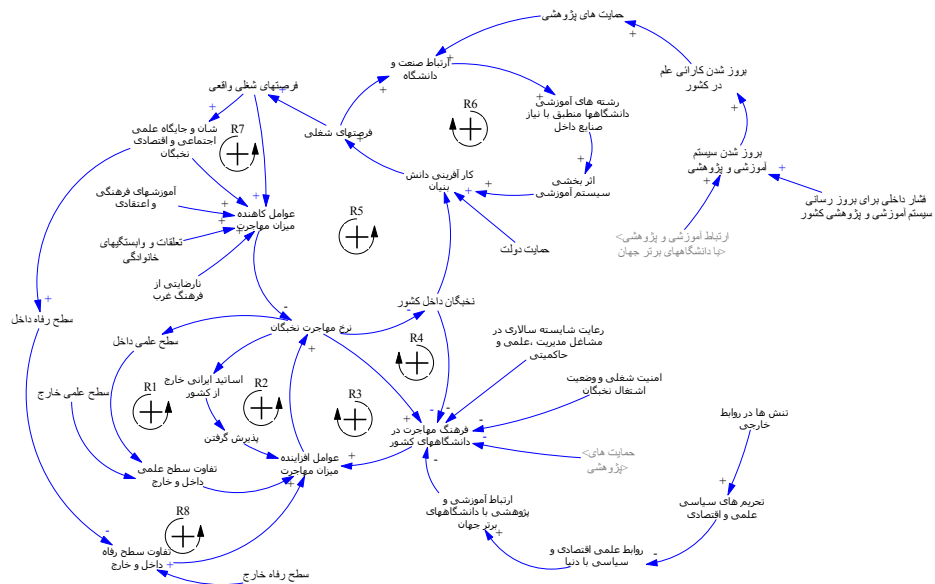 حمایت های پژوهشی
ارتباط صنعت و
دانشگاه
بروز شدن کارائی علم
در کشور
فرصتهای شغلی واقعی
رشته های آموزشی
دانشگاهها منطبق با نیاز
صنایع داخل
R6
فرصتهای شغلی
شان و جایگاه علمی
اجتماعی و اقتصادی
نخبگان
R7
بروز شدن سیستم
آموزشی و پژوهشی
کار آفرینی دانش
بنیان
اثر بخشی
سیستم آموزشی
آموزشهای فرهنگی
و اعتقادی
عوامل کاهنده
میزان مهاجرت
R5
فشار داخلی برای بروز رسانی
سیستم آموزشی و پژوهشی کشور
<ارتباط آموزشی و پژوهشی
با دانشگاههای برتر جهان>
حمایت دولت
تعلقات و وابستگیهای
خانوادگی
نارضایتی از
فرهنگ غرب
نخبگان داخل کشور
سطح رفاه داخل
نرخ مهاجرت نخبگان
سطح علمی داخل
R4
رعایت شایسته سالاری در
مشاغل مدیریت ،علمی و
حاکمیتی
اساتید ایرانی خارج
از کشور
R1
R2
R3
سطح علمی خارج
امنیت شغلی و وضعیت
اشتغال نخبگان
پذیرش گرفتن
فرهنگ مهاجرت در
دانشگاههای کشور
تنش ها در روابط
خارجی
<حمایت های
پژوهشی>
عوامل افزاینده
میزان مهاجرت
تفاوت سطح علمی
داخل و خارج
ارتباط آموزشی و
پژوهشی با دانشگاههای
برتر جهان
تحریم های سیاسی
علمی و اقتصادی
R8
تفاوت سطح رفاه
داخل و خارج
روابط علمی اقتصادی و
سیاسی با دنیا
سطح رفاه خارج